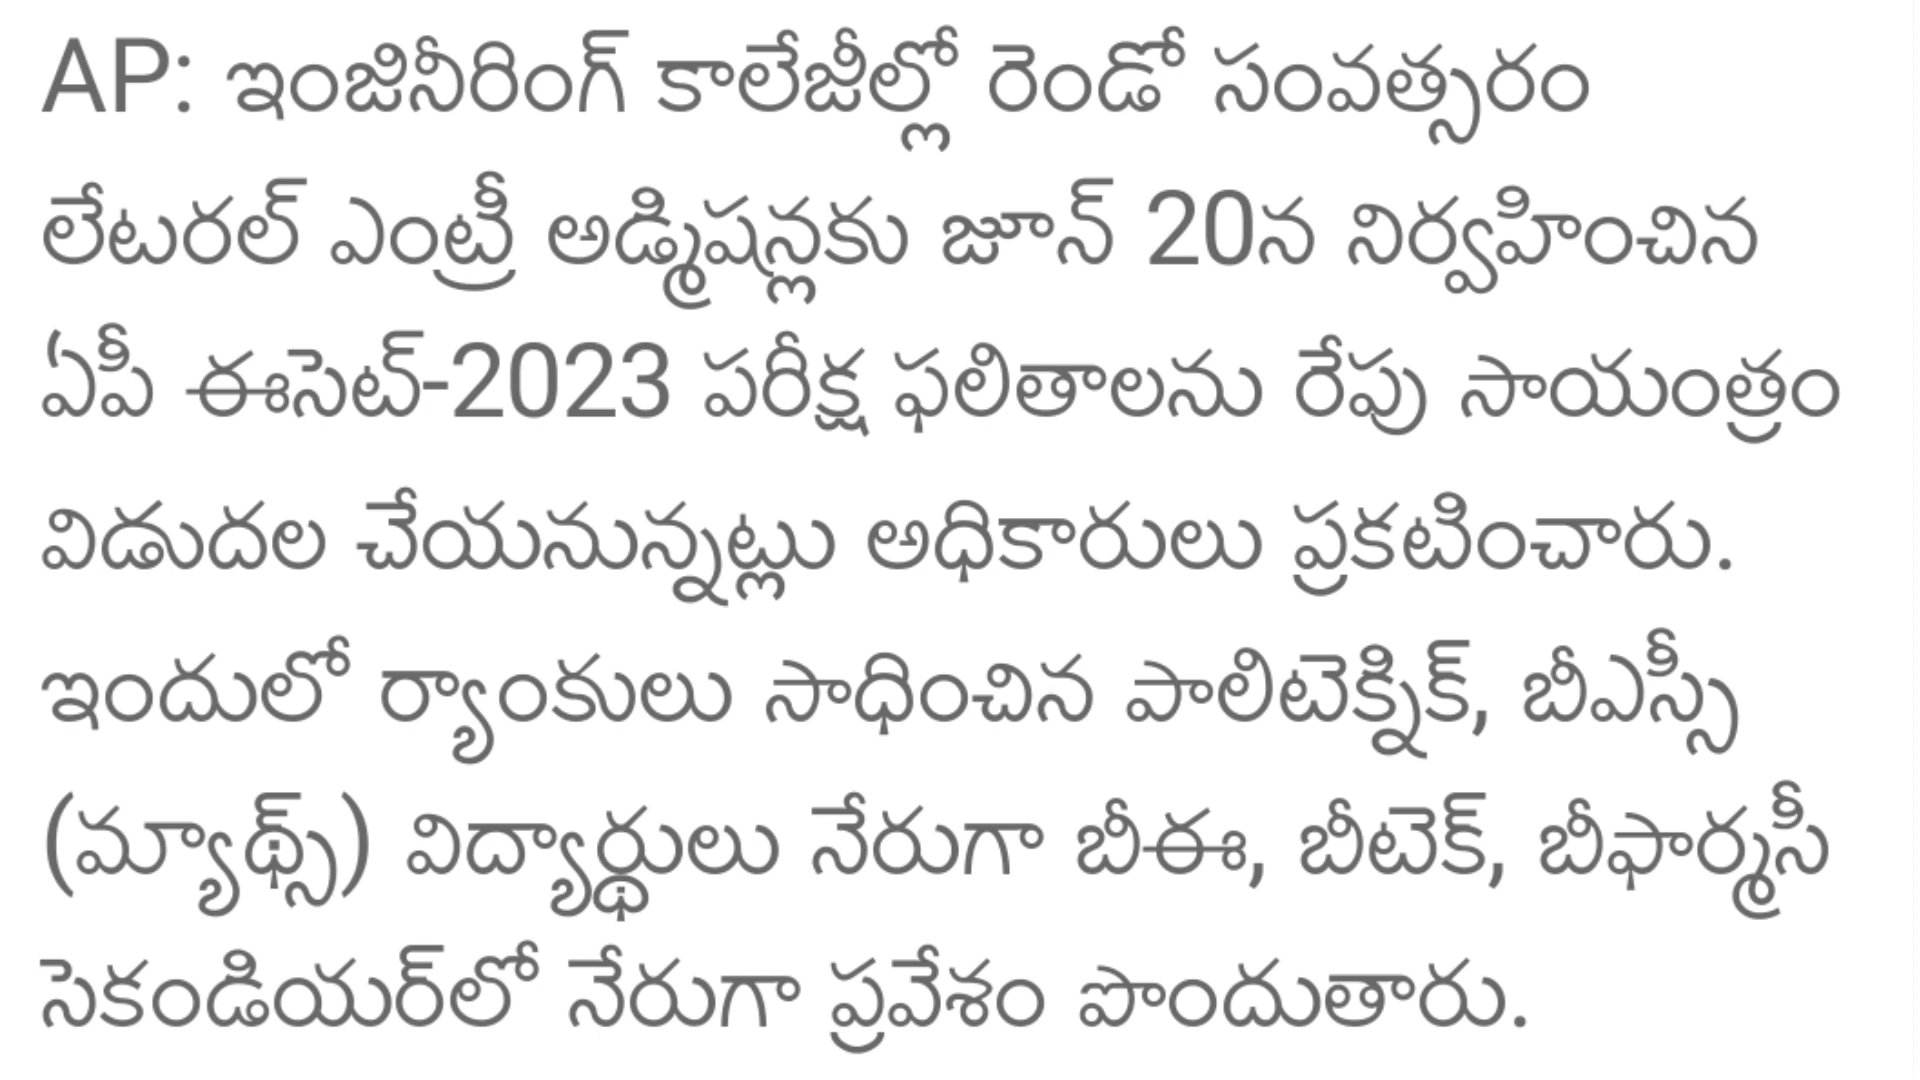 AP: ఇంజినీరింగ్ కాలేజీల్లో రెండో సంవత్సరం
లేటరల్ ఎంట్రీ అడ్మిషన్లకు జూన్ 20న నిర్వహించిన
ఏపీ ఈసెట్-2023 పరీక్ష ఫలితాలను రేపు సాయంత్రం
విడుదల చేయనున్నట్లు అధికారులు ప్రకటించారు.
ఇందులో ర్యాంకులు సాధించిన పాలిటెక్నిక్, బీఎస్సీ
(మ్యాథ్స్) విద్యార్థులు నేరుగా బీఈ, బీటెక్, బీఫార్మసీ
సెకండియర్‌లో నేరుగా ప్రవేశం పొందుతారు.